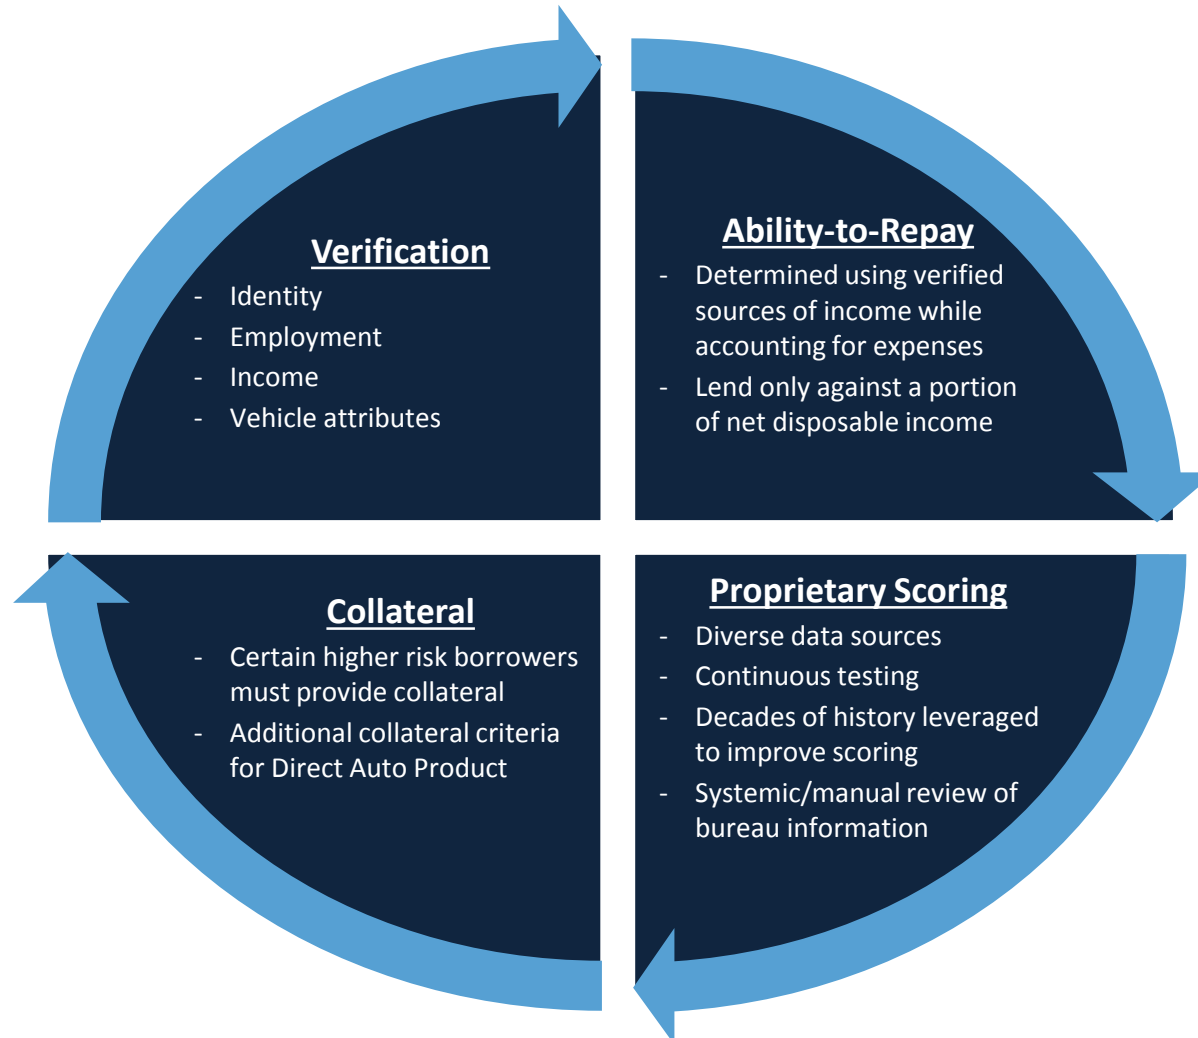 Verification
- Identity
- Employment
- Income
- Vehicle attributes
Ability-to-Repay
- Determined using verified
sources of income while
accounting for expenses
- Lend only against a portion
of net disposable income
Collateral
- Certain higher risk borrowers
must provide collateral
- Additional collateral criteria
for Direct Auto Product
Proprietary Scoring
- Diverse data sources
- Continuous testing
- Decades of history leveraged
to improve scoring
- Systemic/manual review of
bureau information